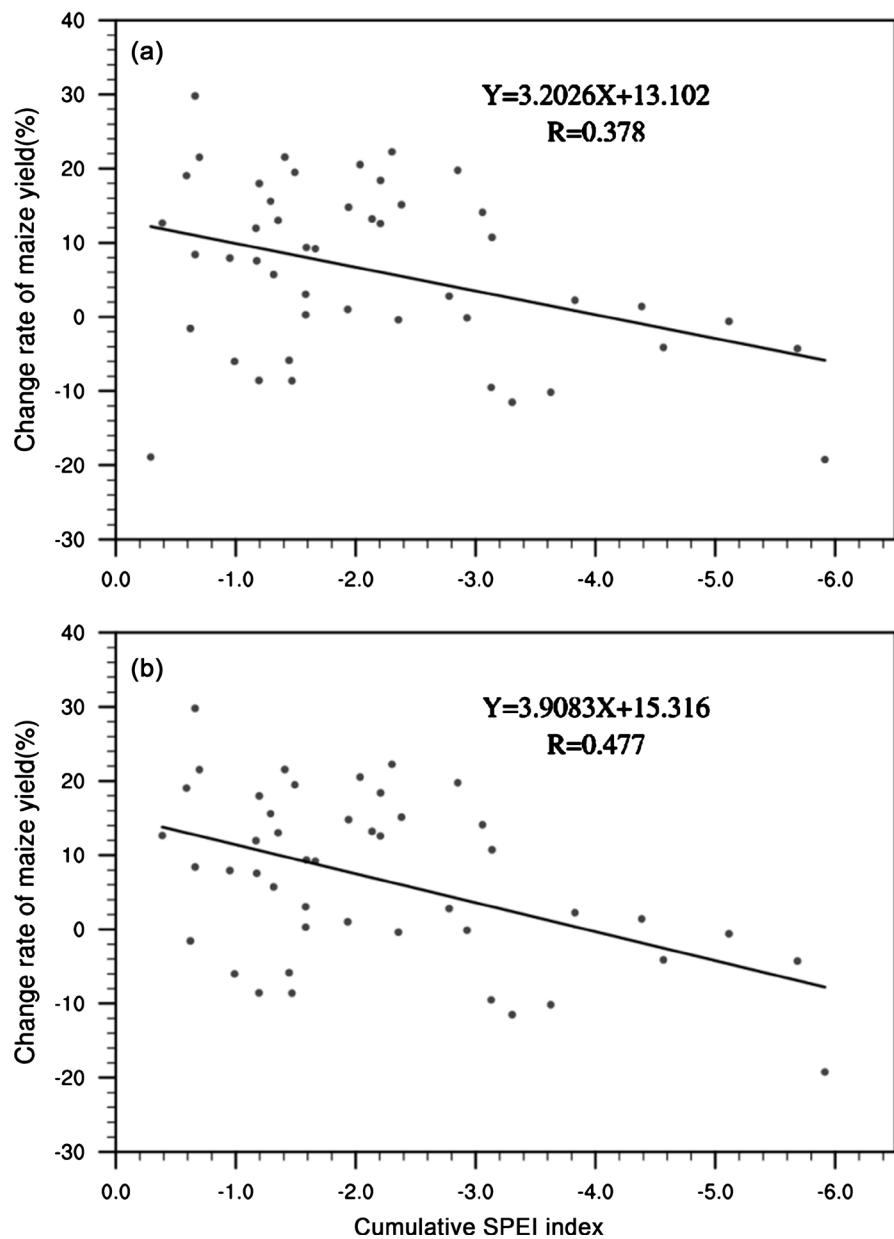 (a)
Y=3.2026X+13.102
R=0.378
Change rate of maize yield(%)
40
30
20
10
0
-10
-20
-30
0.0 -1.0 -2.0 -3.0 -4.0 -5.0 -6.0
(b)
Y=3.9083X+15.316
R=0.477
Change rate of maize yield(%)
40
30
20
10
0
-10
-20
-30
0.0 -1.0 -2.0 -3.0 -4.0 -5.0 -6.0
Cumulative SPEI index